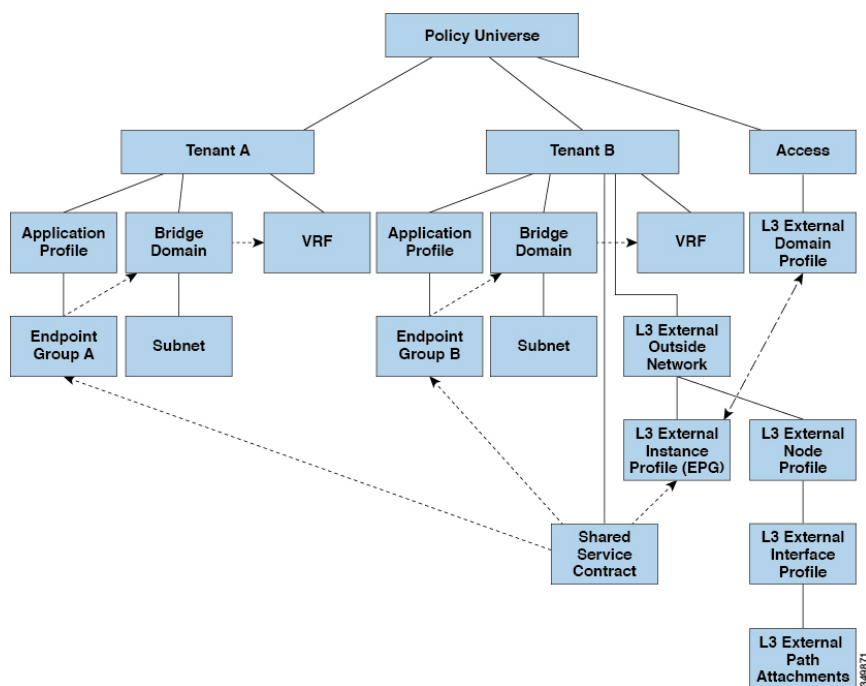 Policy Universe
Tenant A
Tenant B
Access
Application
Profile
Bridge
Domain
VRF
Application
Profile
Bridge
Domain
VRF
L3 External
Domain
Profile
Endpoint
Group A
Subnet
Endpoint
Group B
Subnet
L3 External
Outside
Network
L3 External
Instance
Profile (EPG)
L3 External
Node
Profile
Shared
Service
Contract
L3 External
Interface
Profile
L3 External
Path
Attachments
349871